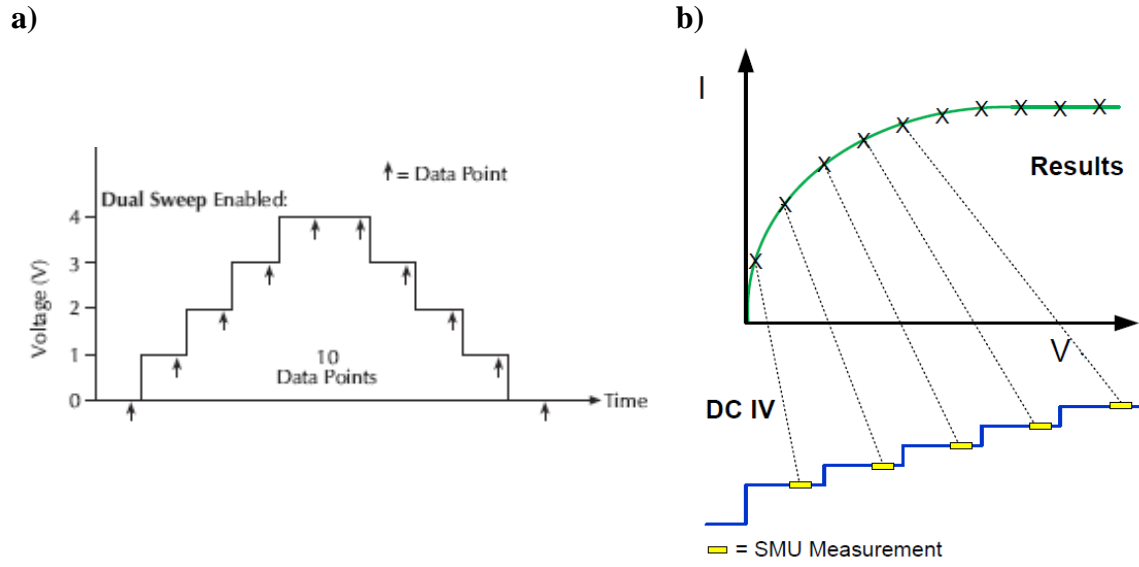 a)
b)
↑ = Data Point
Dual Sweep Enabled:
Voltage (V)
4
3
2
1
0
10
Data Points
Time
I
Results
V
DC IV
= SMU Measurement